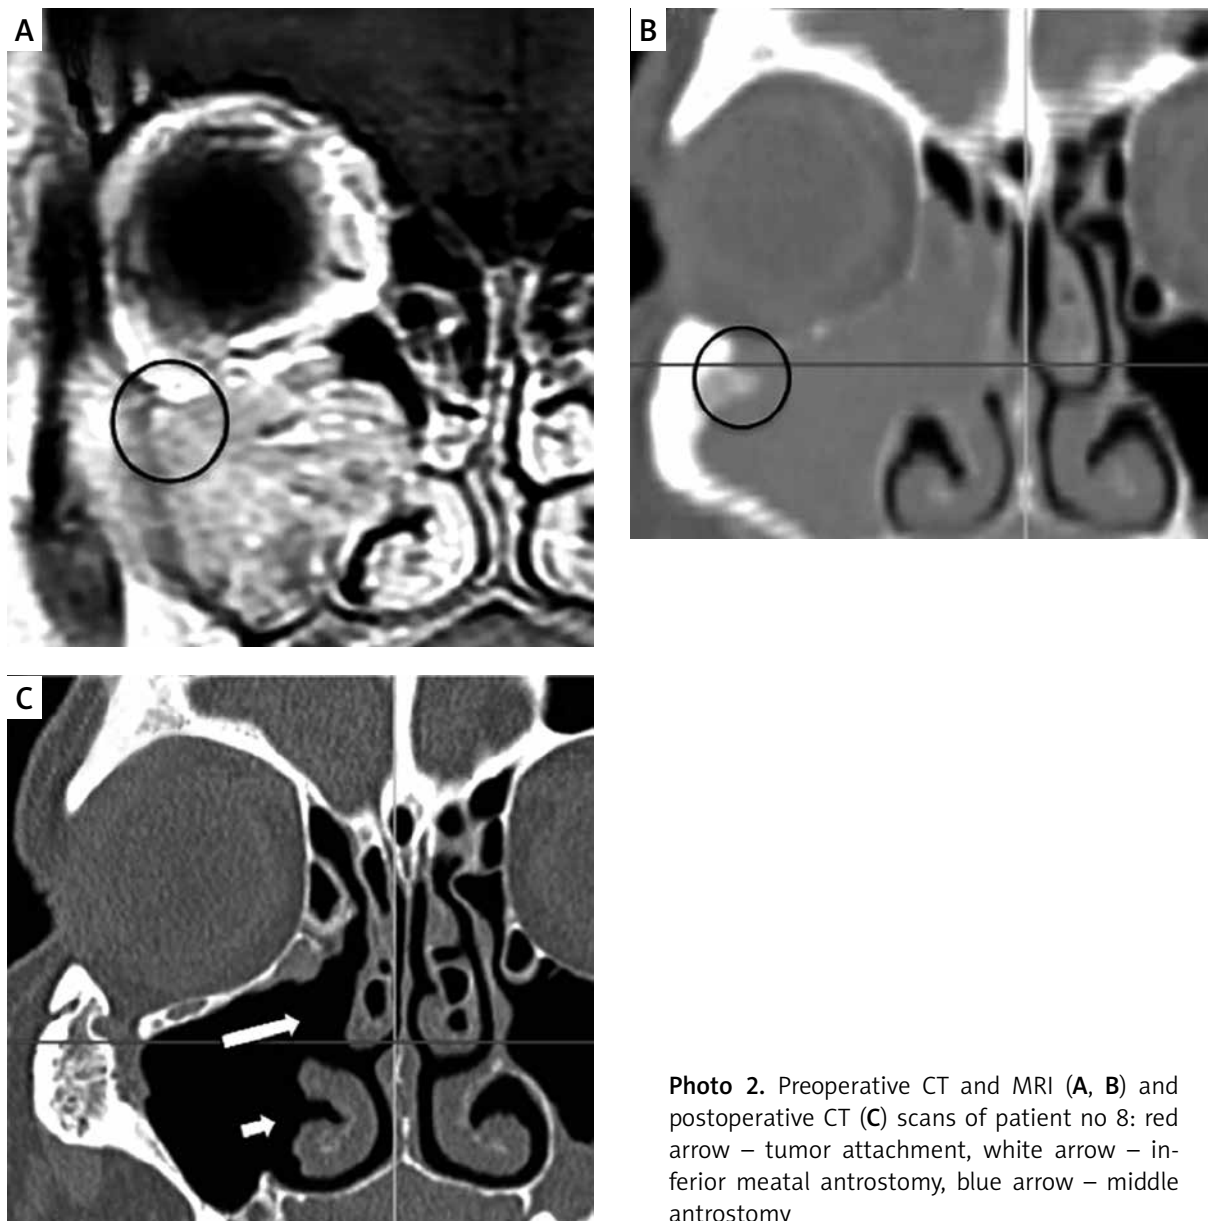 A
B
C
Photo 2. Preoperative CT and MRI (A, B) and
postoperative CT (C) scans of patient no 8: red
arrow – tumor attachment, white arrow – in-
ferior meatal antrostomy, blue arrow – middle
antrostomy